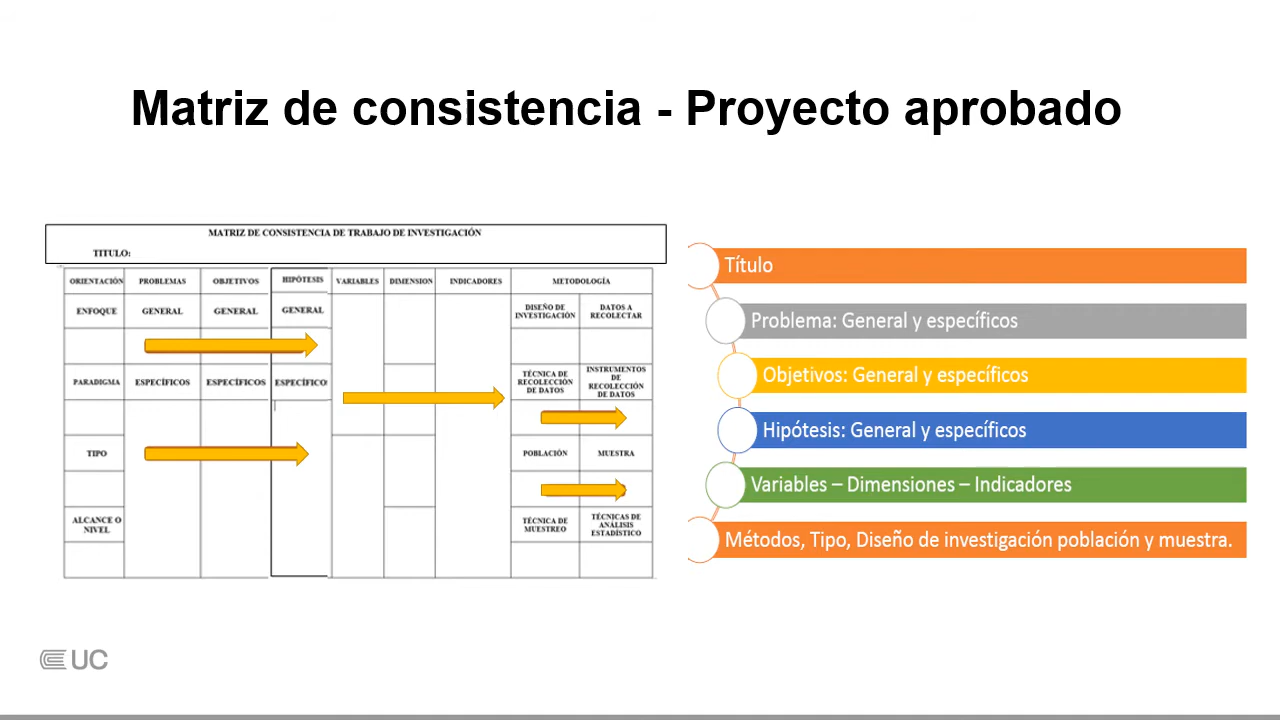 Matriz de consistencia - Proyecto aprobado
MATRIZ DE CONSISTENCIA DE TRABAJO DE INVESTIGACIÓN
TITULO:
ORIENTACIÓN PROBLEMAS OBJETIVOS HIPÓTESIS VARIABLES DIMENSION INDICADORES METODOLOGÍA
ENFOQUE GENERAL GENERAL GENERAL DISEÑO DE INVESTIGACIÓN DATOS A RECOLECTAR
PARADIGMA ESPECÍFICOS ESPECÍFICOS ESPECÍFICO TÉCNICA DE RECOLECCIÓN DE DATOS INSTRUMENTOS DE RECOLECCIÓN DE DATOS
TIPO POBLACIÓN MUESTRA
ALCANCE O NIVEL TÉCNICA DE MUESTREO TÉCNICAS DE ANÁLISIS ESTADÍSTICO
Título
Problema: General y específicos
Objetivos: General y específicos
Hipótesis: General y específicos
Variables – Dimensiones – Indicadores
Métodos, Tipo, Diseño de investigación población y muestra.
UC